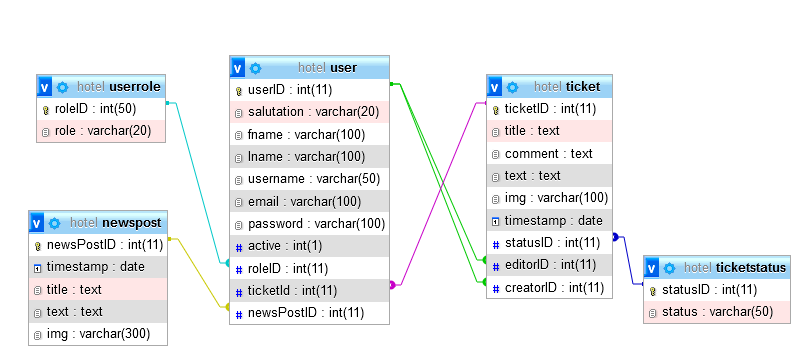 v hotel userrole
roleID : int(50)
role : varchar(20)
v hotel newspost
newsPostID : int(11)
timestamp : date
title : text
text : text
img : varchar(300)
v hotel user
userID : int(11)
salutation : varchar(20)
fname : varchar(100)
lname : varchar(100)
username : varchar(50)
email : varchar(100)
password : varchar(100)
# active : int(1)
# roleID : int(11)
# ticketId : int(11)
# newsPostID : int(11)
v hotel ticket
ticketID : int(11)
title : text
comment : text
text : text
img : varchar(100)
timestamp : date
# statusID : int(11)
# editorID : int(11)
# creatorID : int(11)
v hotel ticketstatus
statusID : int(11)
status : varchar(50)